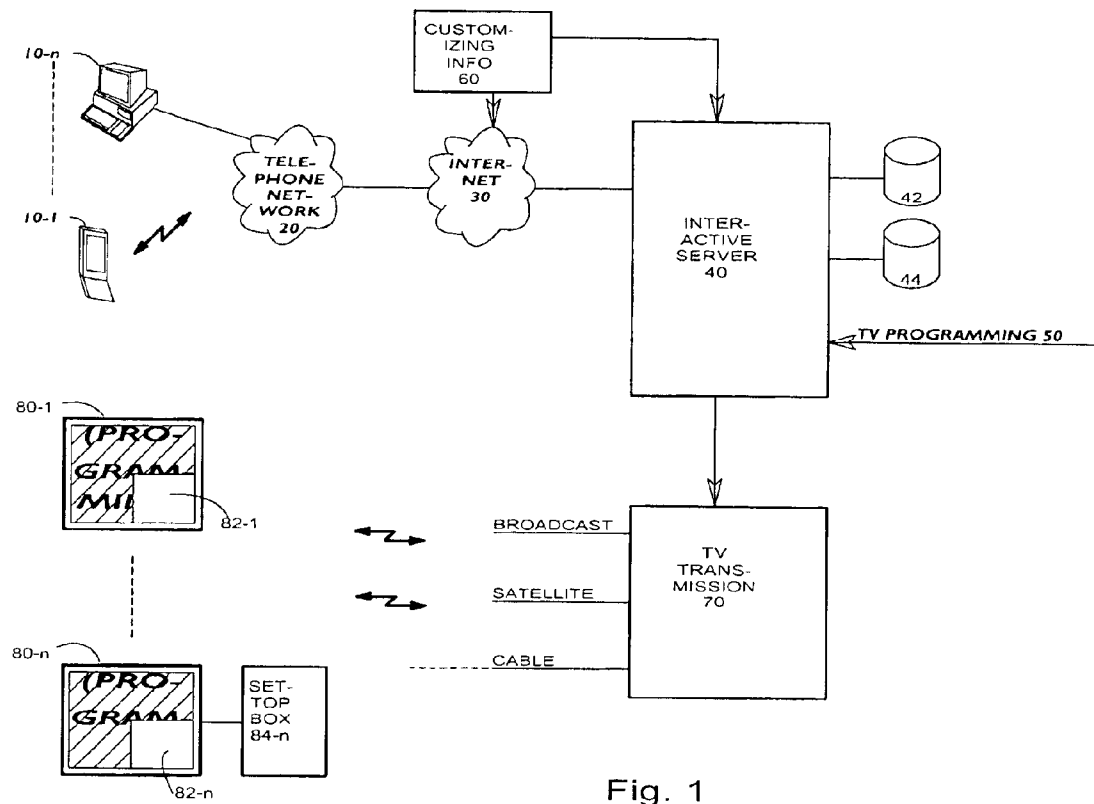 10-n
CUSTOM-
IZING
INFO
60
TELE-
PHONE
NET-
WORK
20
INTER-
NET
30
10-1
INTER-
ACTIVE
SERVER
40
42
44
TV PROGRAMMING 50
80-1
(PRO-
GRAM
MII
82-1
BROADCAST
SATELLITE
CABLE
TV
TRANS-
MISSION
70
80-n
(PRO-
GRAM
SET-
TOP
BOX
84-n
82-n
Fig. 1